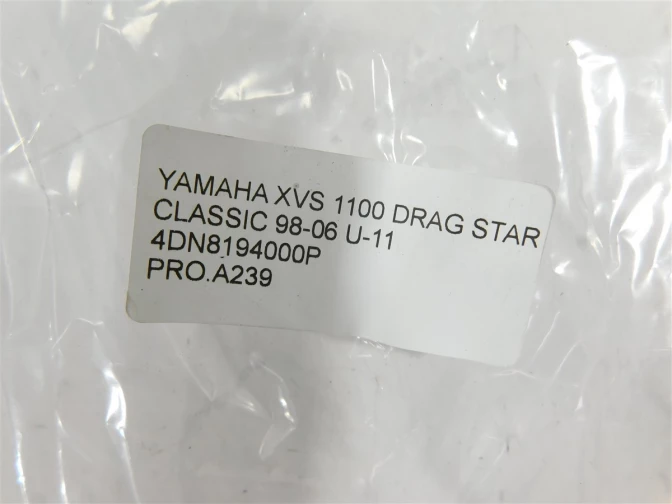 YAMAHA XVS 1100 DRAG STAR
CLASSIC 98-06 U-11
4DN8194000P
PRO.A239